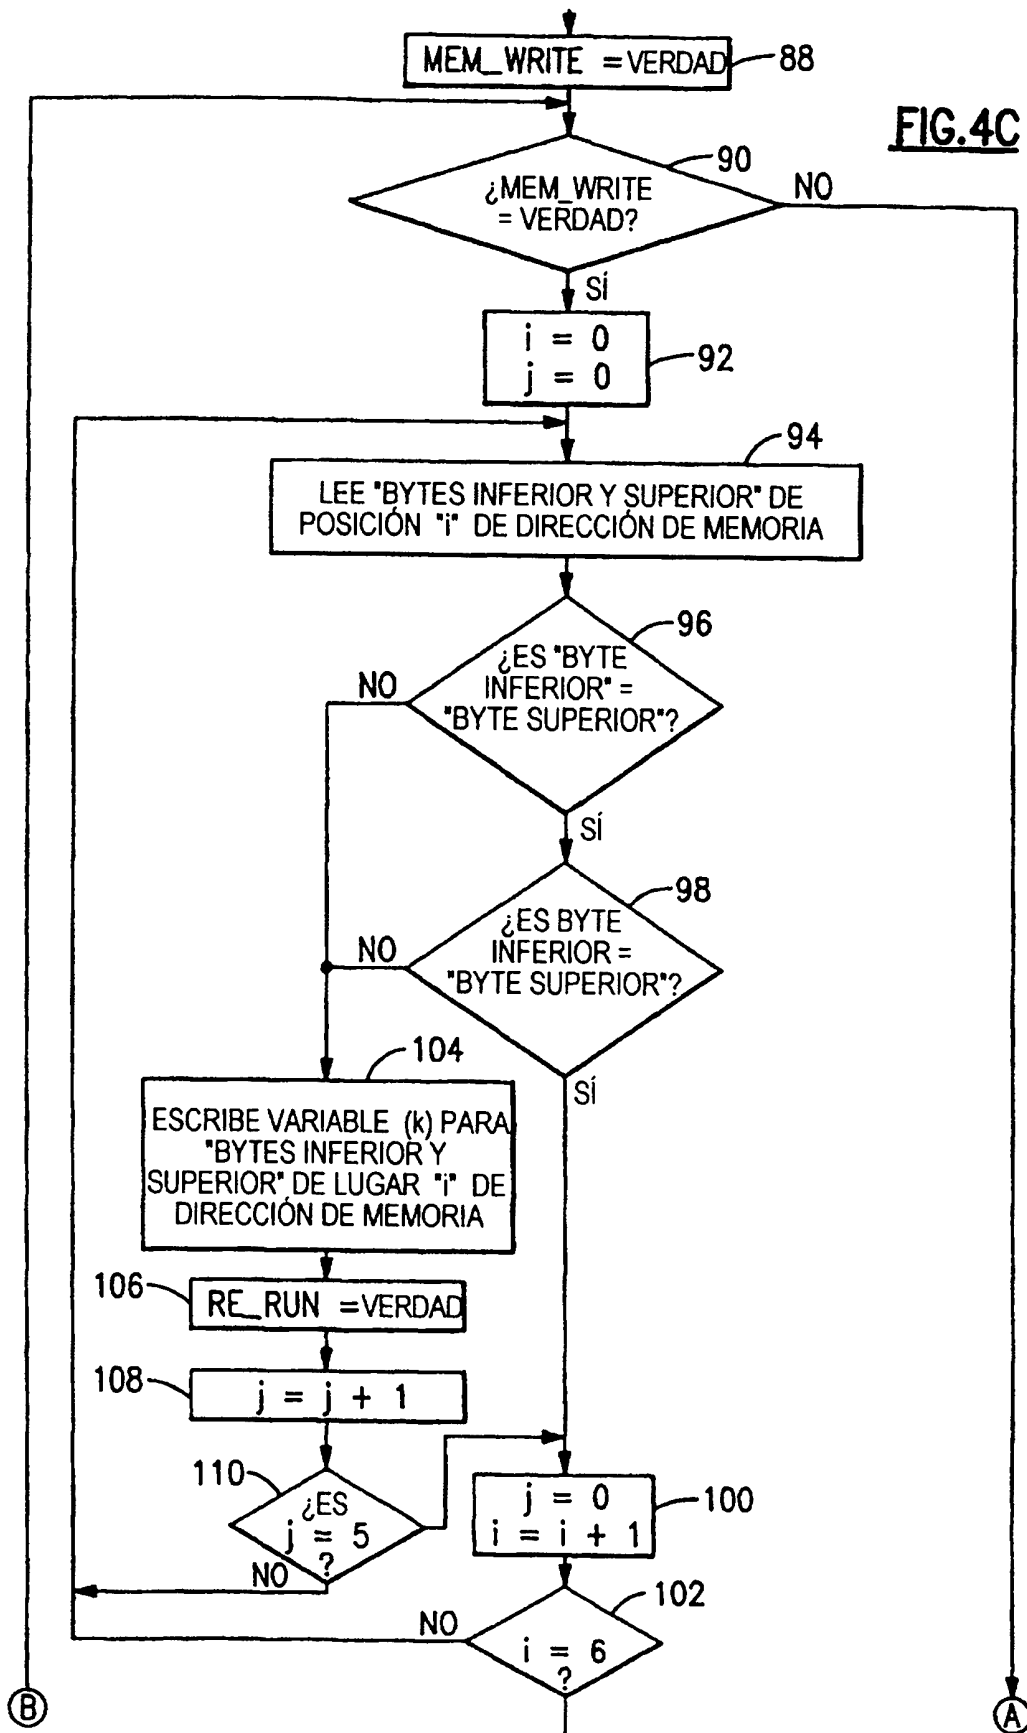 MEM_WRITE = VERDAD
88
FIG.4C
90
¿MEM_WRITE
= VERDAD?
NO
SÍ
i = 0
j = 0
92
94
LEE "BYTES INFERIOR Y SUPERIOR" DE
POSICIÓN "i" DE DIRECCIÓN DE MEMORIA
96
¿ES "BYTE
INFERIOR" =
"BYTE SUPERIOR"?
NO
SÍ
98
¿ES BYTE
INFERIOR =
"BYTE SUPERIOR"?
NO
SÍ
104
ESCRIBE VARIABLE (k) PARA
"BYTES INFERIOR Y
SUPERIOR" DE LUGAR "i" DE
DIRECCIÓN DE MEMORIA
106
RE_RUN = VERDAD
108
j = j + 1
110
¿ES
j = 5
?
NO
j = 0
i = i + 1
100
102
NO
i = 6
?
B
A